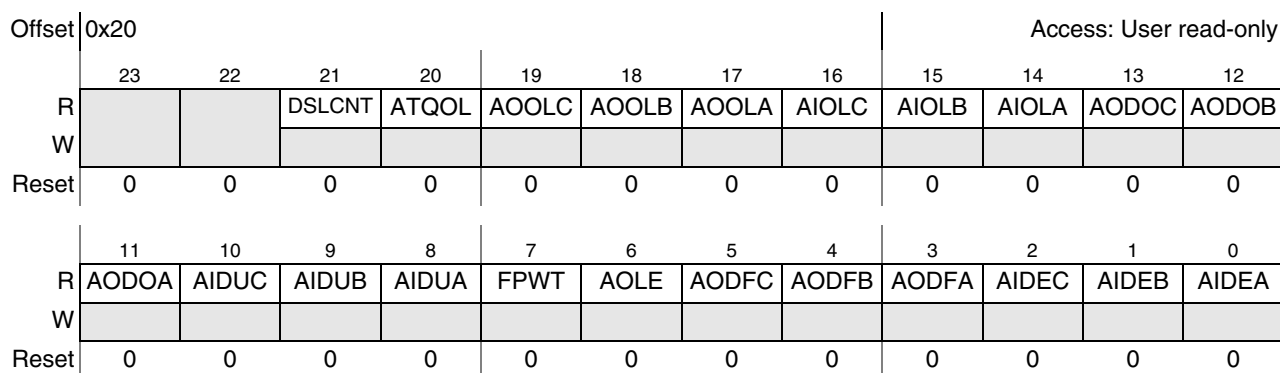 Offset 0x20 Access: User read-only
23 22 21 20 19 18 17 16 15 14 13 12
R DSLCNT ATQOL AOOLC AOOLB AOOLA AIOLC AIOLB AIOLA AODOC AODOB
W
Reset 0 0 0 0 0 0 0 0 0 0 0 0
11 10 9 8 7 6 5 4 3 2 1 0
R AODOA AIDUC AIDUB AIDUA FPWT AOLE AODFC AODFB AODFA AIDEC AIDEB AIDEA
W
Reset 0 0 0 0 0 0 0 0 0 0 0 0